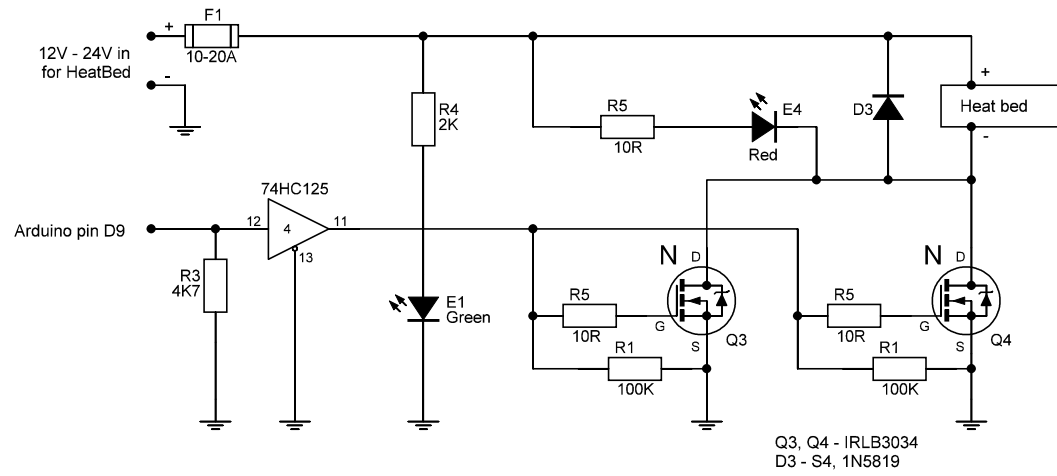 F1
+
10-20A
12V - 24V in
for HeatBed
-
R4
2K
R5
10R
E4
Red
D3
+
Heat bed
-
74HC125
Arduino pin D9
12
4
11
13
R3
4K7
E1
Green
N
D
R5
10R
G
S
Q3
R1
100K
N
D
R5
10R
G
S
Q4
R1
100K
Q3, Q4 - IRLB3034
D3 - S4, 1N5819